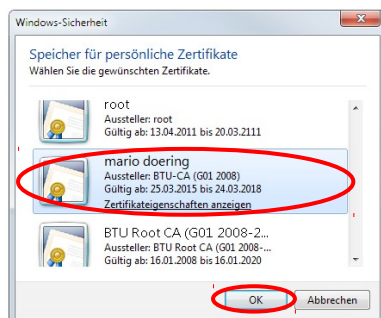 Windows-Sicherheit
Speicher für persönliche Zertifikate
Wählen Sie die gewünschten Zertifikate.
root
Aussteller: root
Gültig ab: 13.04.2011 bis 20.03.2111
mario doering
Aussteller: BTU-CA (G01 2008)
Gültig ab: 25.03.2015 bis 24.03.2018
Zertifikateigenschaften anzeigen
BTU Root CA (G01 2008-2...
Aussteller: BTU Root CA (G01 2008-...
Gültig ab: 16.01.2008 bis 16.01.2020
OK Abbrechen